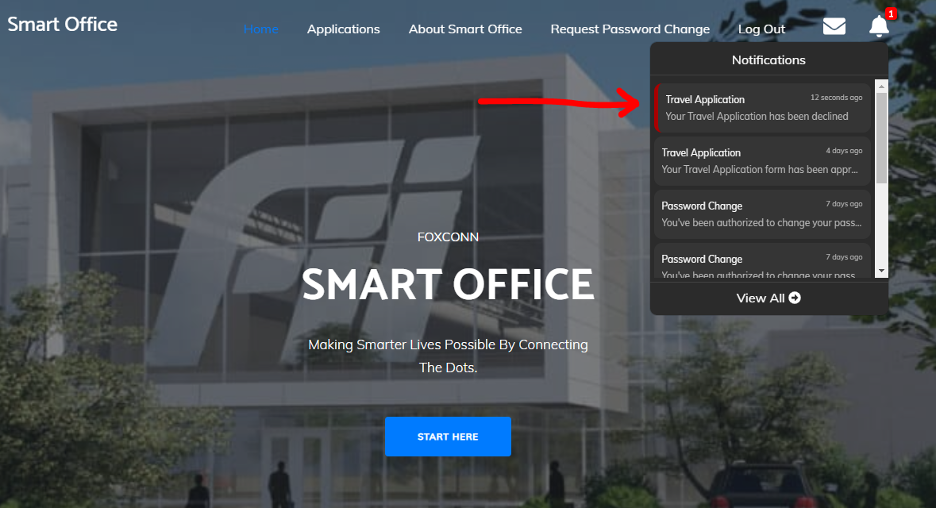 Smart Office
Home Applications About Smart Office Request Password Change Log Out 1
Notifications
Travel Application 12 seconds ago
Your Travel Application has been declined
Travel Application 4 days ago
Your Travel Application form has been appr...
Password Change 7 days ago
You've been authorized to change your pass...
Password Change 7 days ago
You've been authorized to change your pass
View All
Fii
FOXCONN
SMART OFFICE
Making Smarter Lives Possible By Connecting
The Dots.
START HERE